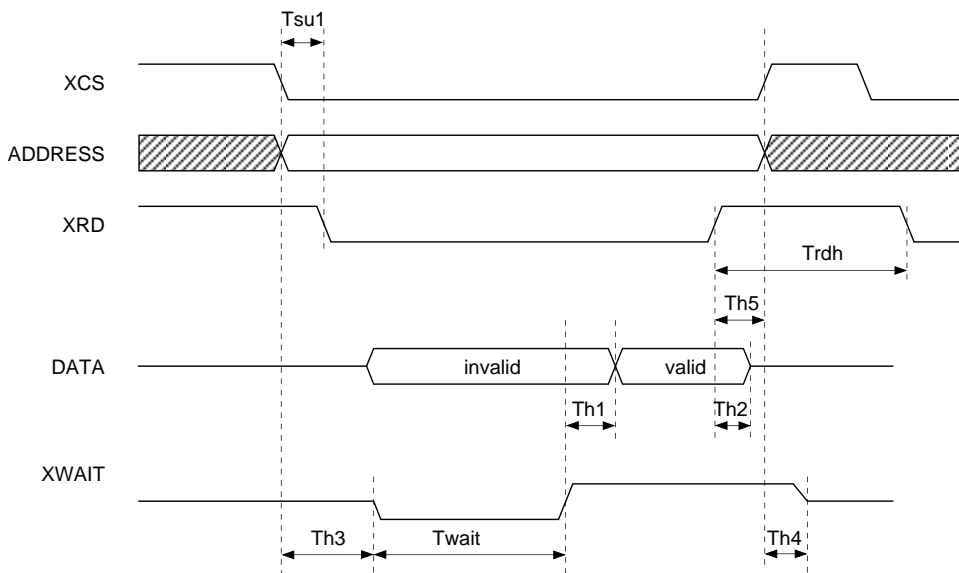 Tsu1
XCS
ADDRESS
XRD
Trdh
Th5
DATA
invalid
valid
Th1
Th2
XWAIT
Th3
Twait
Th4